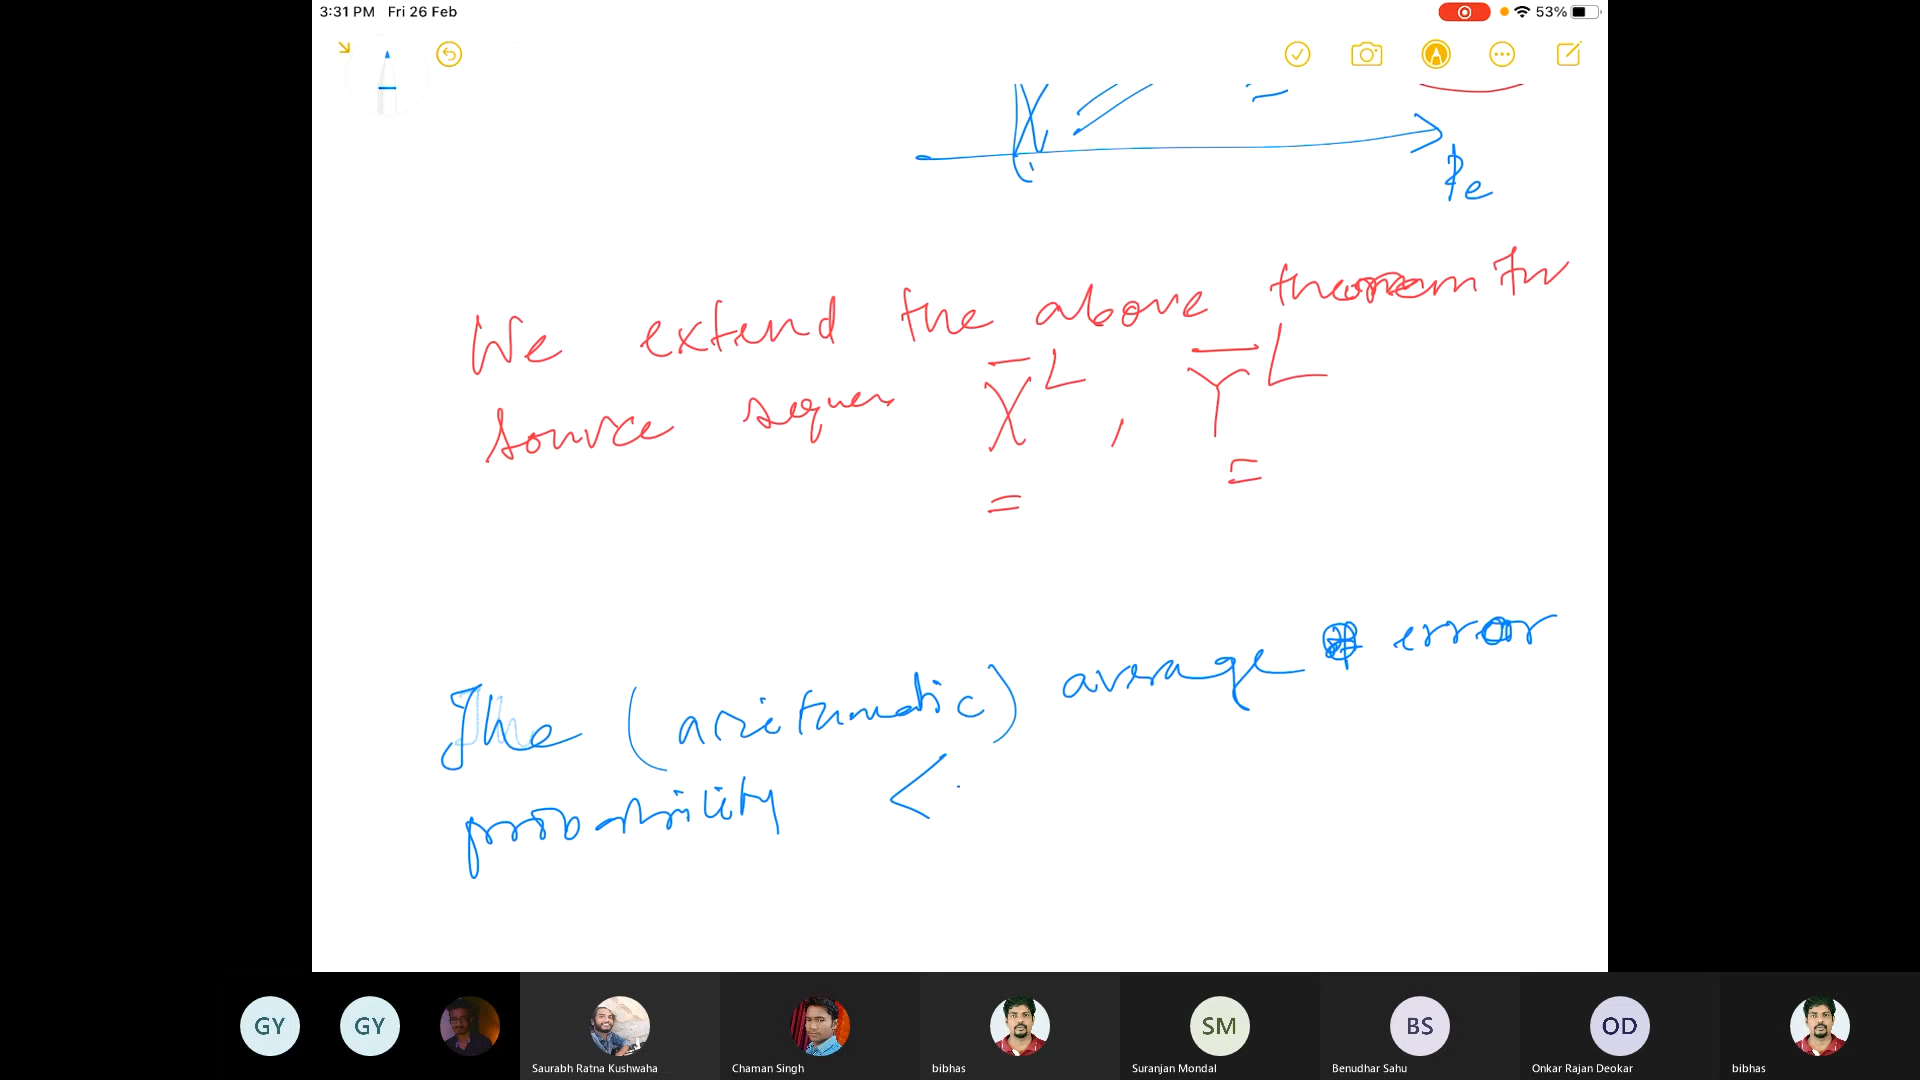 3:31 PM Fri 26 Feb
53%
Pe
We extend the above theorem for
source sequen X^L , Y^L
=
=
The (arithmatic) average error
probability <
GY GY SM BS OD
Saurabh Ratna Kushwaha Chaman Singh bibhas Suranjan Mondal Benudhar Sahu Onkar Rajan Deokar bibhas